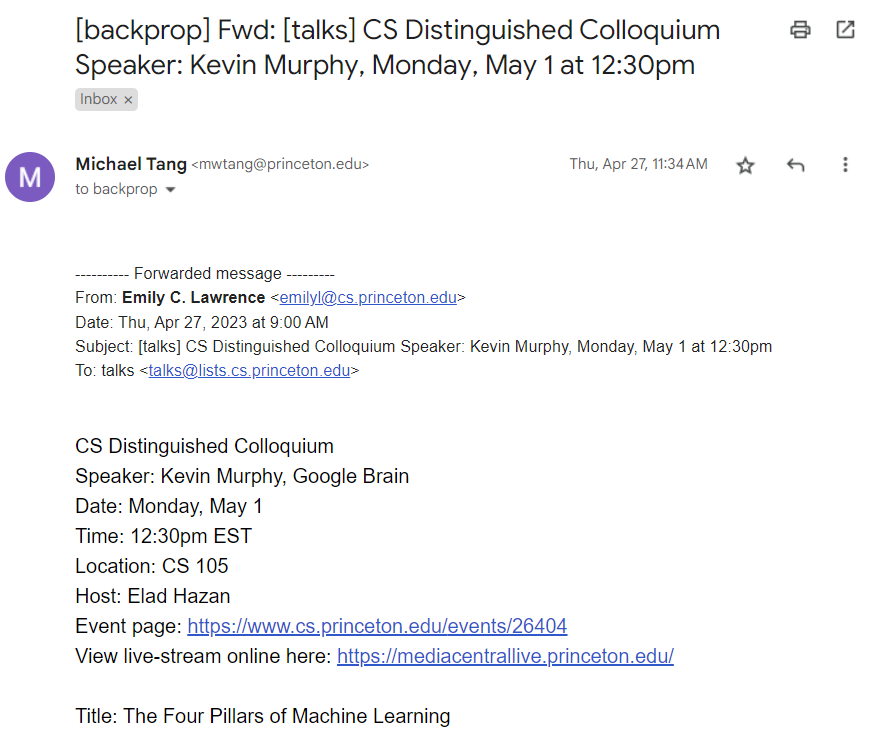 [backprop] Fwd: [talks] CS Distinguished Colloquium
Speaker: Kevin Murphy, Monday, May 1 at 12:30pm
Inbox ×
M
Michael Tang <mwtang@princeton.edu>
Thu, Apr 27, 11:34 AM
to backprop
---------- Forwarded message ---------
From: Emily C. Lawrence <emilyl@cs.princeton.edu>
Date: Thu, Apr 27, 2023 at 9:00 AM
Subject: [talks] CS Distinguished Colloquium Speaker: Kevin Murphy, Monday, May 1 at 12:30pm
To: talks <talks@lists.cs.princeton.edu>
CS Distinguished Colloquium
Speaker: Kevin Murphy, Google Brain
Date: Monday, May 1
Time: 12:30pm EST
Location: CS 105
Host: Elad Hazan
Event page: https://www.cs.princeton.edu/events/26404
View live-stream online here: https://mediacentrallive.princeton.edu/
Title: The Four Pillars of Machine Learning